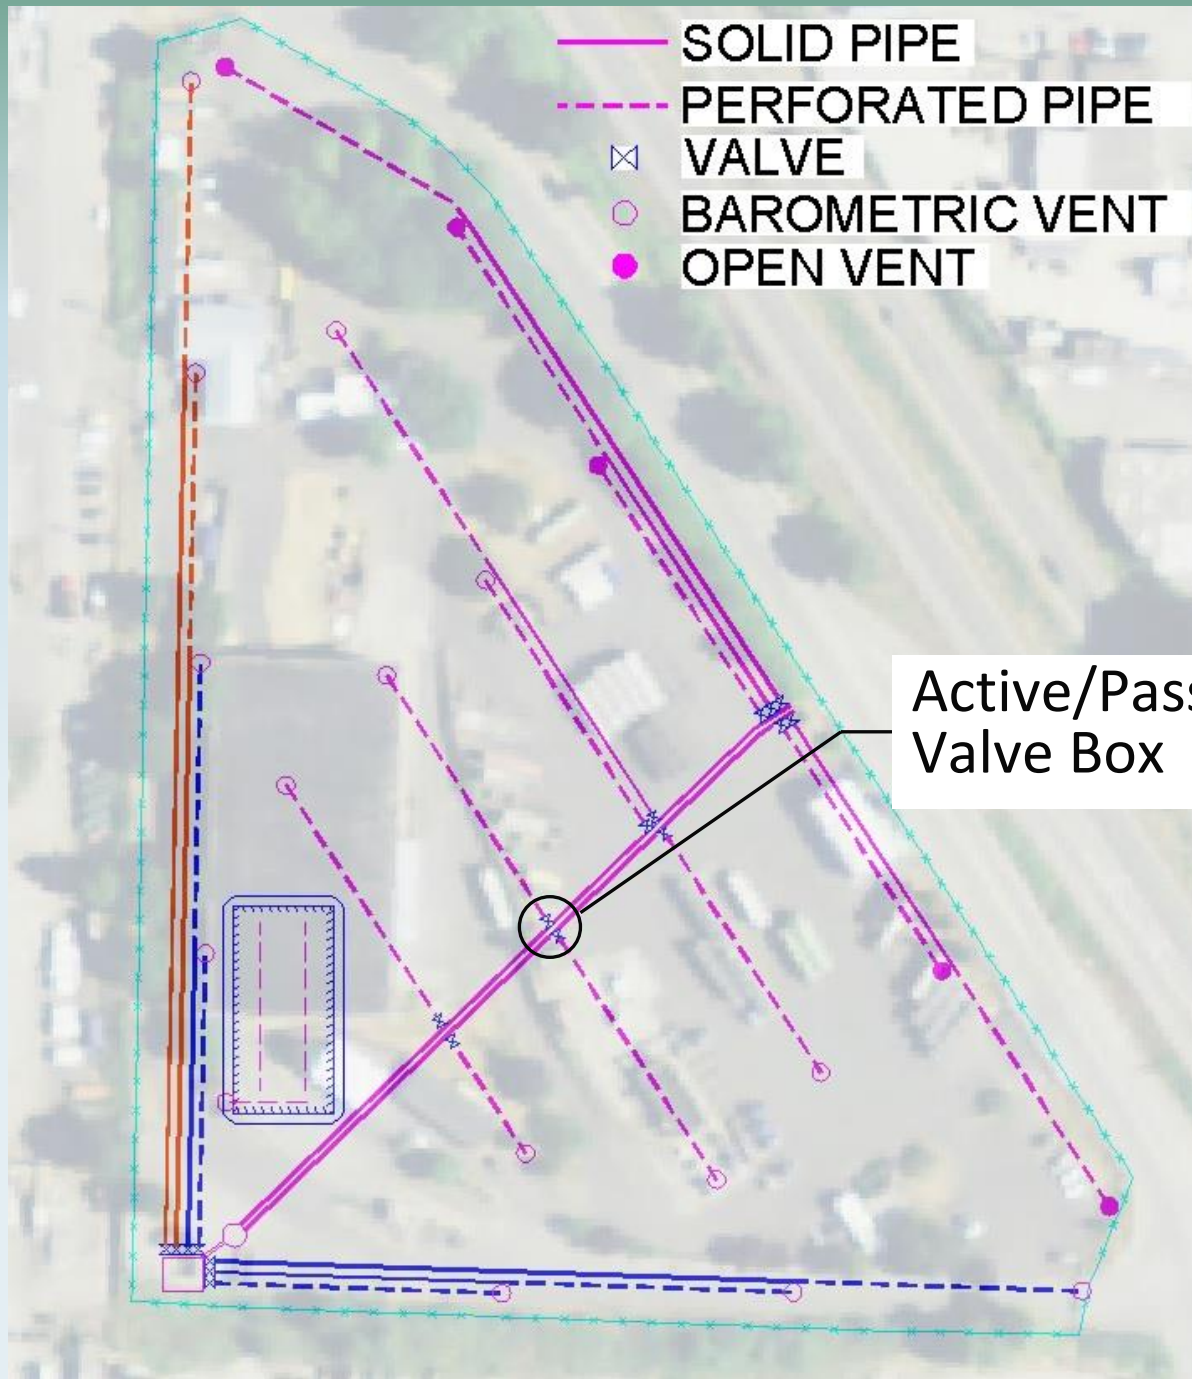 SOLID PIPE
PERFORATED PIPE
VALVE
BAROMETRIC VENT
OPEN VENT
Active/Pass
Valve Box